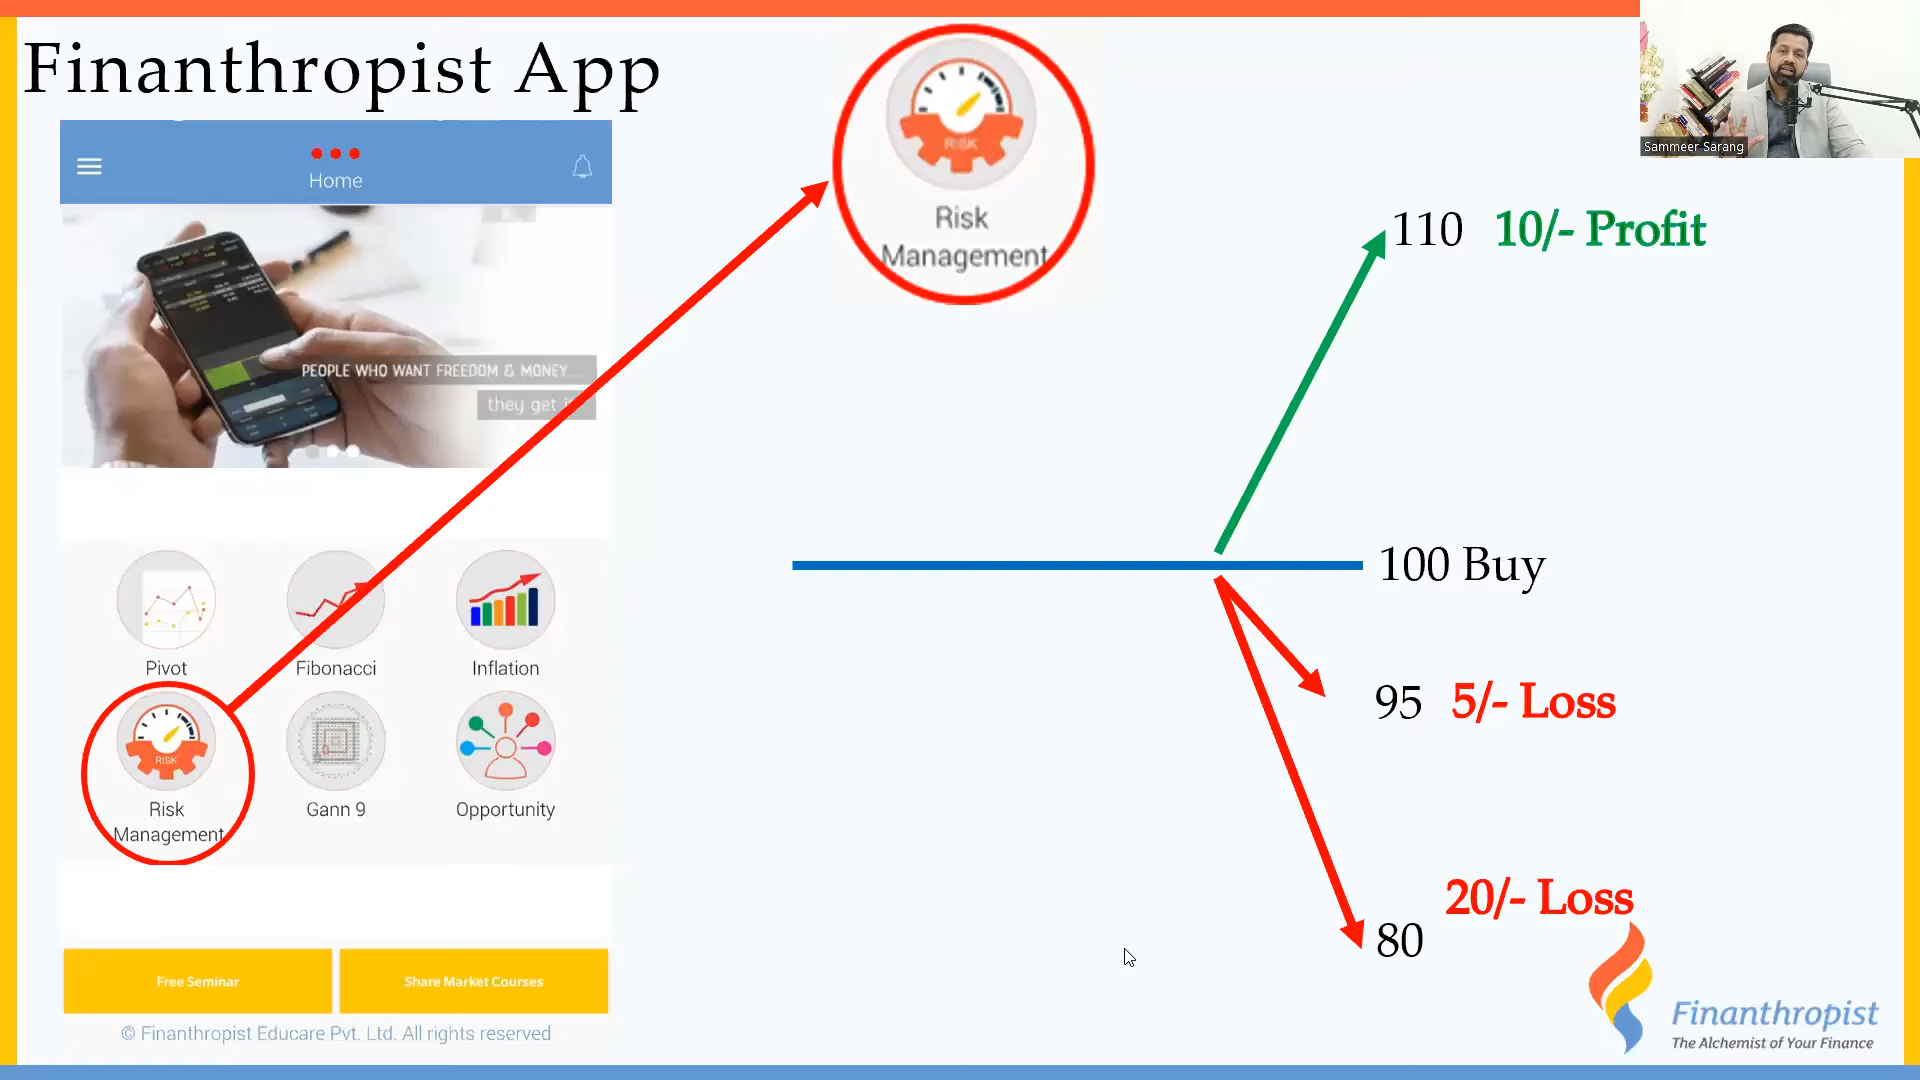 Finanthropist App
Home
PEOPLE WHO WANT FREEDOM & MONEY...
they get
Pivot
Fibonacci
Inflation
RISK
Risk
Management
Gann 9
Opportunity
Free Seminar
Share Market Courses
© Finanthropist Educare Pvt. Ltd. All rights reserved
RISK
Risk
Management
Sammeer Sarang
110 10/- Profit
100 Buy
95 5/- Loss
20/- Loss
80
Finanthropist
The Alchemist of Your Finance